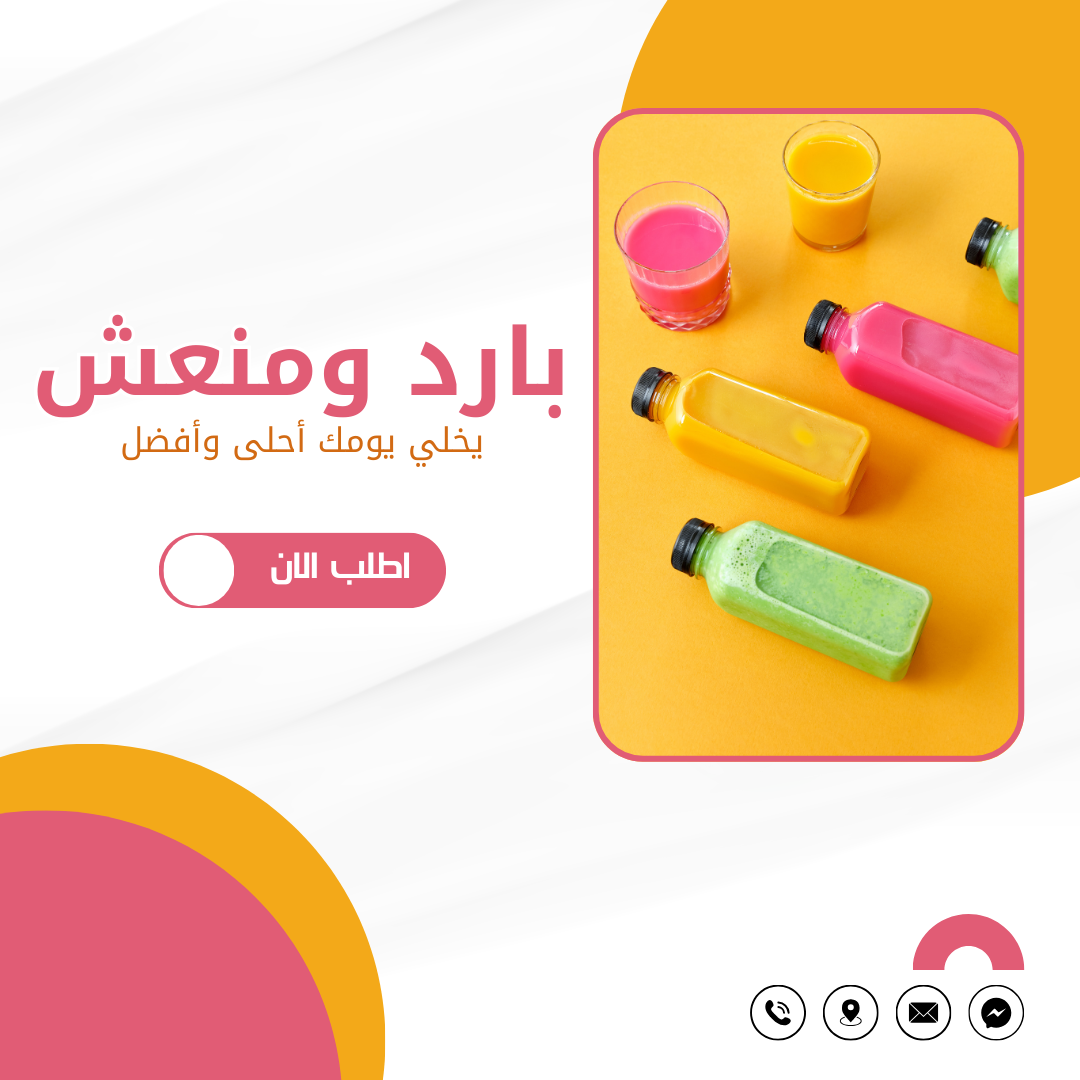 بارد ومنعش
يخلي يومك أحلى وأفضل
اطلب الان